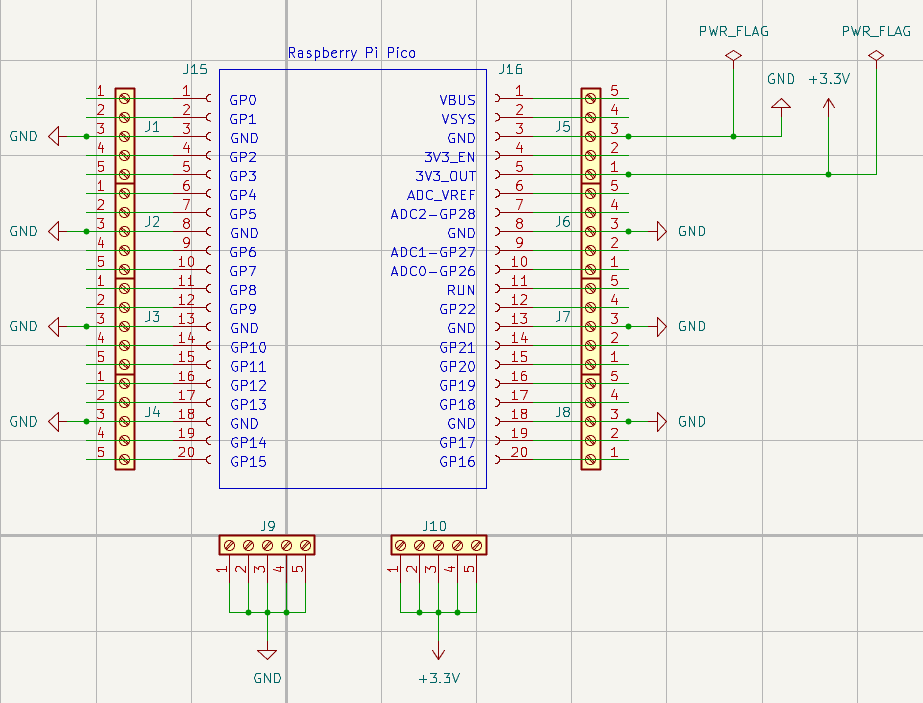 PWR_FLAG PWR_FLAG
Raspberry Pi Pico
J15 J16
GND +3.3V
1 1 GP0 VBUS 1 5
2 2 GP1 VSYS 2 4
J1 J5
GND 3 3 GND GND 3 3
4 4 GP2 3V3_EN 4 2
5 5 GP3 3V3_OUT 5 1
1 6 GP4 ADC_VREF 6 5
2 7 GP5 ADC2-GP28 7 4
J2 J6
GND 3 8 GND GND 8 3 GND
4 9 GP6 ADC1-GP27 9 2
5 10 GP7 ADC0-GP26 10 1
1 11 GP8 RUN 11 5
2 12 GP9 GP22 12 4
J3 J7
GND 3 13 GND GND 13 3 GND
4 14 GP10 GP21 14 2
5 15 GP11 GP20 15 1
1 16 GP12 GP19 16 5
2 17 GP13 GP18 17 4
J4 J8
GND 3 18 GND GND 18 3 GND
4 19 GP14 GP17 19 2
5 20 GP15 GP16 20 1
J9 J10
1 2 3 4 5 1 2 3 4 5
GND +3.3V